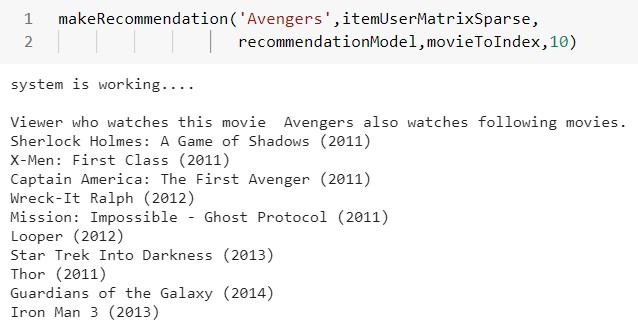 1 makeRecommendation('Avengers',itemUserMatrixSparse,
2 recommendationModel,movieToIndex,10)
system is working....
Viewer who watches this movie  Avengers also watches following movies.
Sherlock Holmes: A Game of Shadows (2011)
X-Men: First Class (2011)
Captain America: The First Avenger (2011)
Wreck-It Ralph (2012)
Mission: Impossible - Ghost Protocol (2011)
Looper (2012)
Star Trek Into Darkness (2013)
Thor (2011)
Guardians of the Galaxy (2014)
Iron Man 3 (2013)